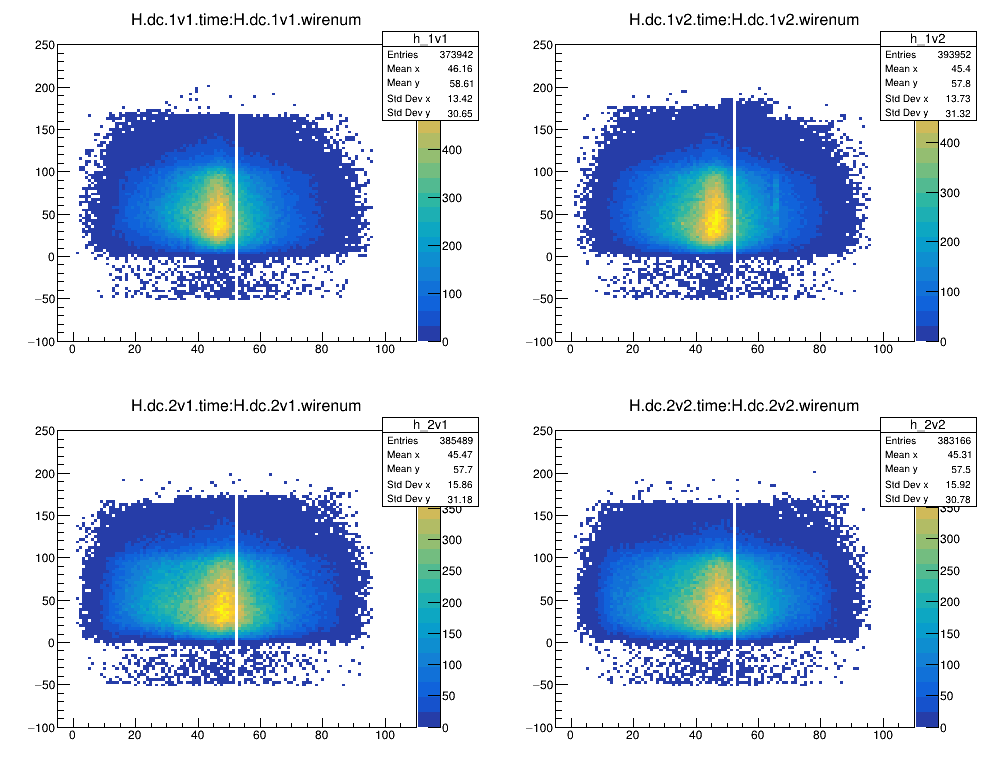 H.dc.1v1.time:H.dc.1v1.wirenum
h_1v1
Entries 373942
Mean x 46.16
Mean y 58.61
Std Dev x 13.42
Std Dev y 30.65
250
200
150
100
50
0
−50
−100
0 20 40 60 80 100
400
300
200
100
0
H.dc.1v2.time:H.dc.1v2.wirenum
h_1v2
Entries 393952
Mean x 45.4
Mean y 57.8
Std Dev x 13.73
Std Dev y 31.32
250
200
150
100
50
0
−50
−100
0 20 40 60 80 100
400
300
200
100
0
H.dc.2v1.time:H.dc.2v1.wirenum
h_2v1
Entries 385489
Mean x 45.47
Mean y 57.7
Std Dev x 15.86
Std Dev y 31.18
250
200
150
100
50
0
−50
−100
0 20 40 60 80 100
350
300
250
200
150
100
50
0
H.dc.2v2.time:H.dc.2v2.wirenum
h_2v2
Entries 383166
Mean x 45.31
Mean y 57.5
Std Dev x 15.92
Std Dev y 30.78
250
200
150
100
50
0
−50
−100
0 20 40 60 80 100
350
300
250
200
150
100
50
0